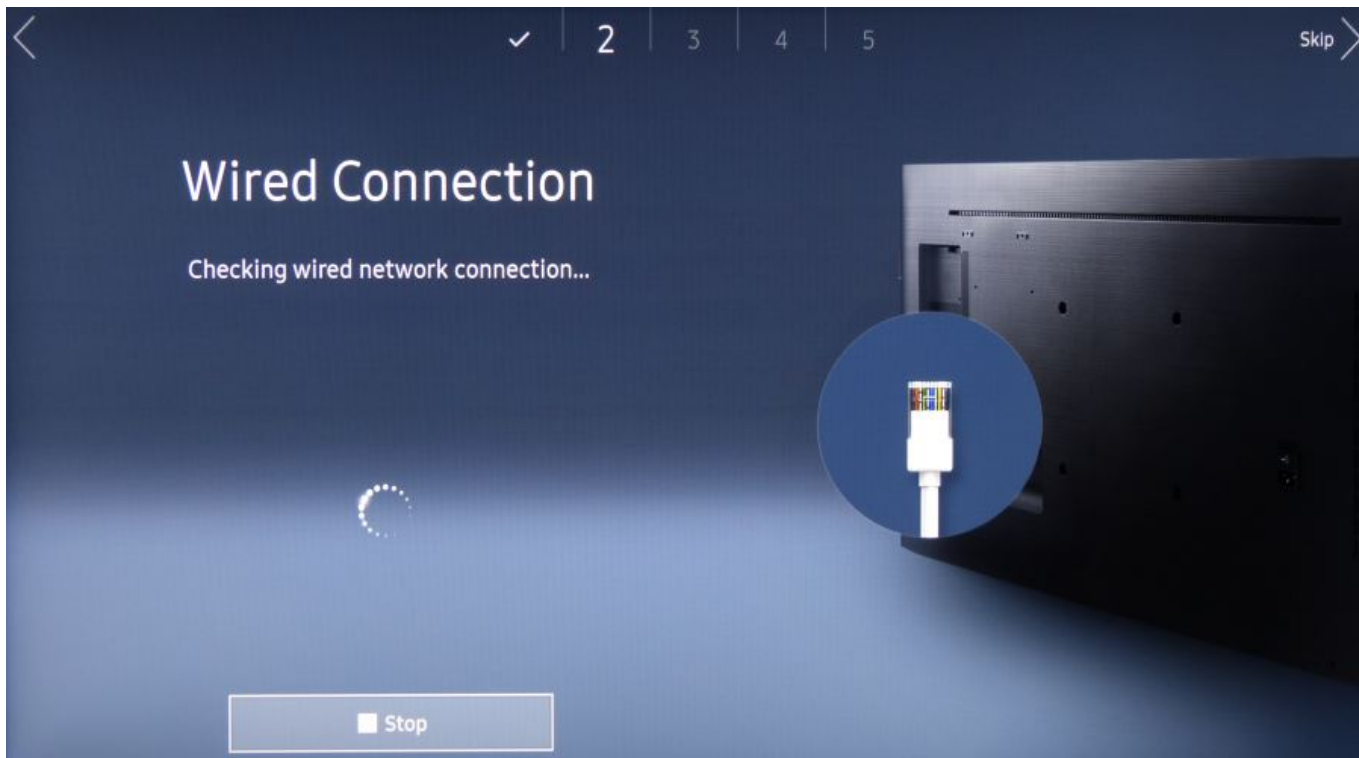 2 3 4 5
Skip
Wired Connection
Checking wired network connection...
Stop